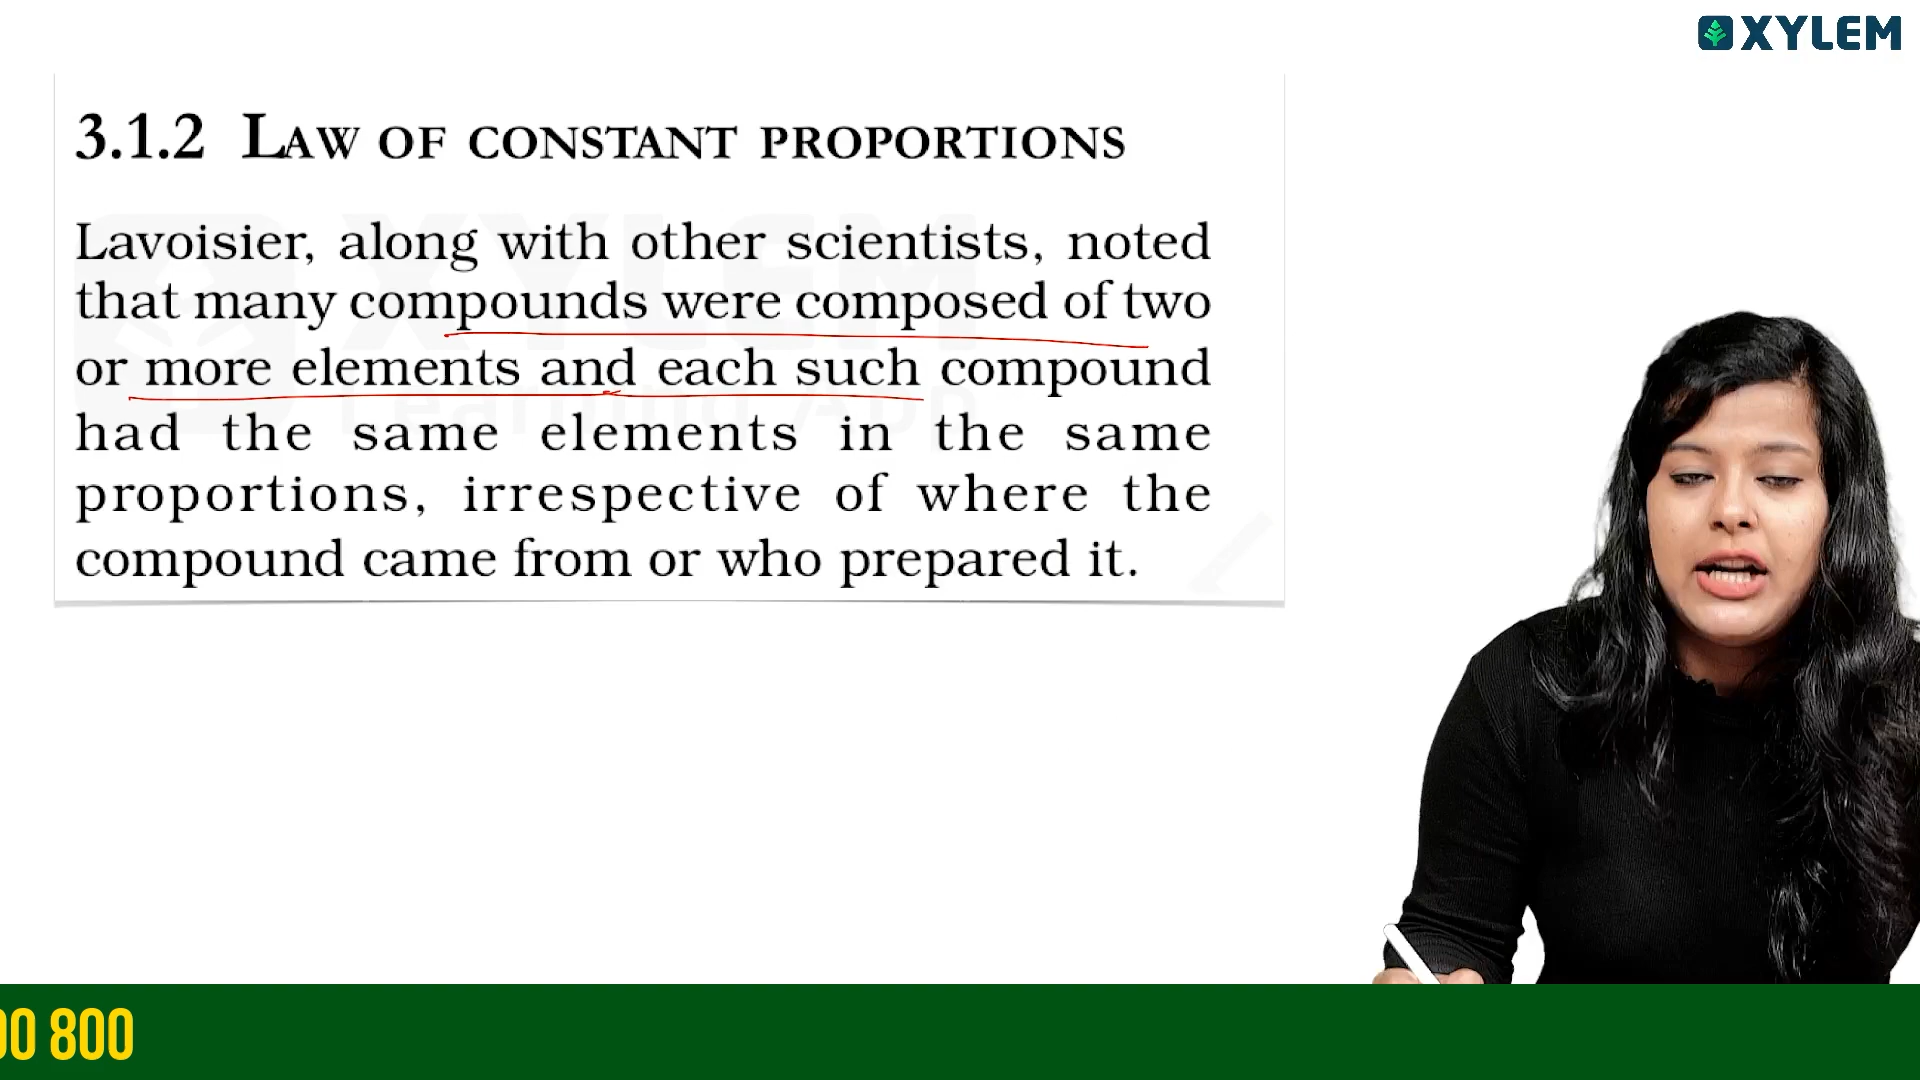 XYLEM
3.1.2 LAW OF CONSTANT PROPORTIONS
Lavoisier, along with other scientists, noted
that many compounds were composed of two
or more elements and each such compound
had the same elements in the same
proportions, irrespective of where the
compound came from or who prepared it.
800